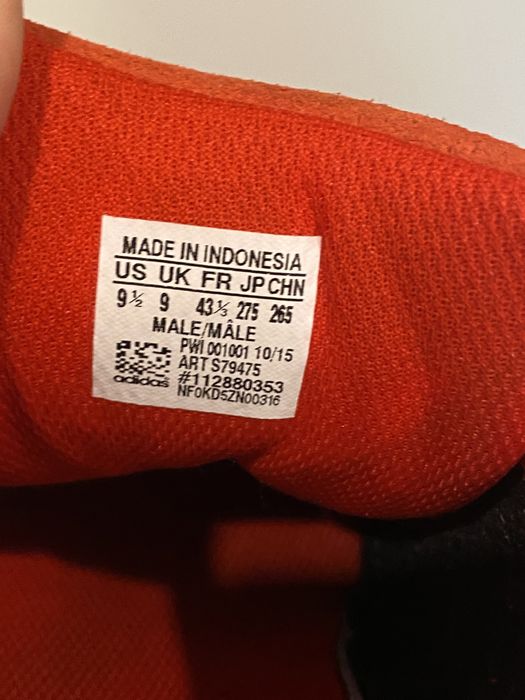 MADE IN INDONESIA
US UK FR JP CHN
9½ 9 43⅓ 275 265
MALE/MÂLE
PWI 001001 10/15
ART S79475
#112880353
adidas NF0KD5ZN00316